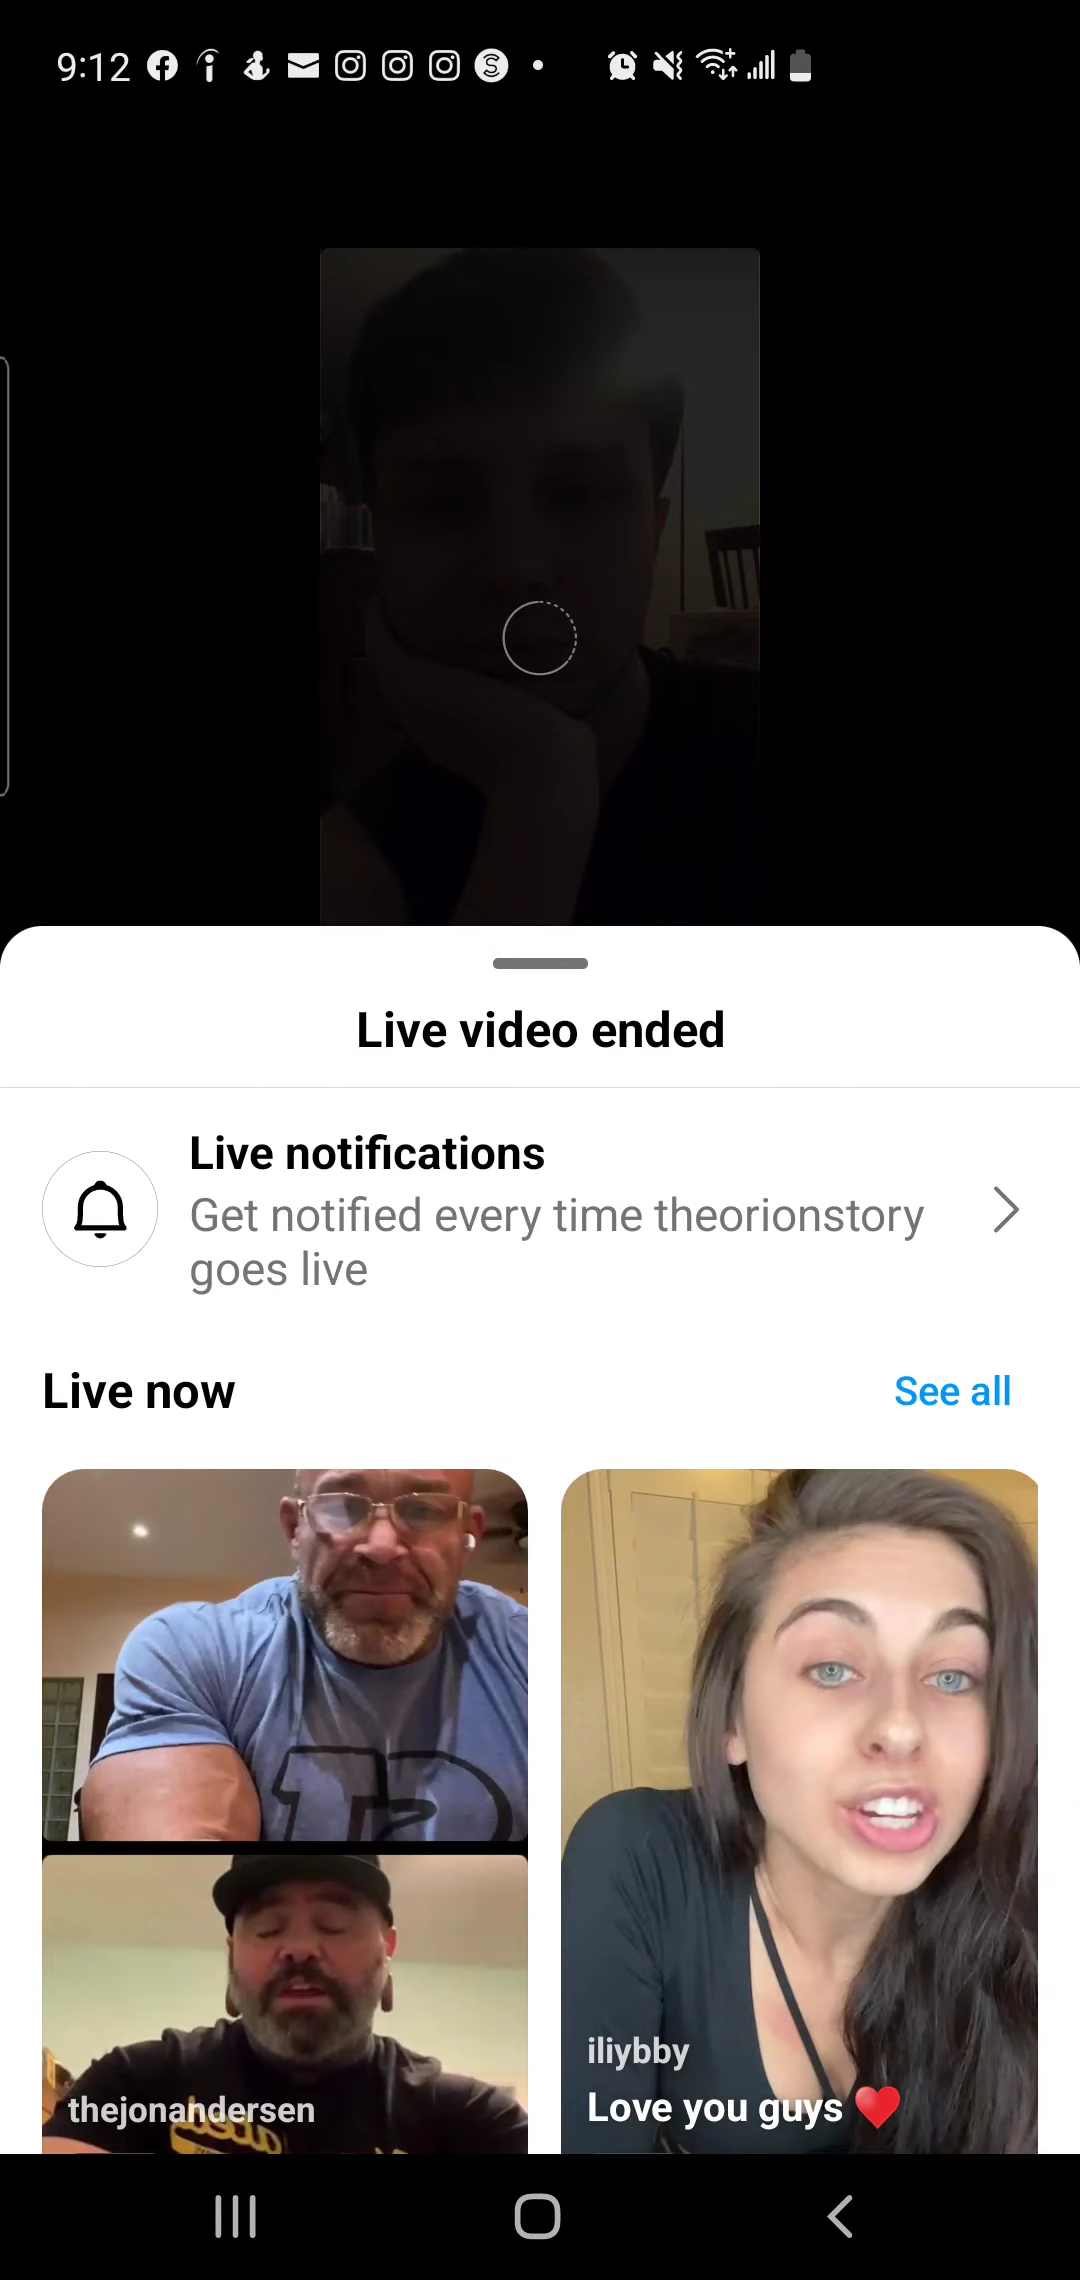 9:12
Live video ended
Live notifications
Get notified every time theorionstory
goes live
Live now
See all
thejonandersen
iliybby
Love you guys ❤️